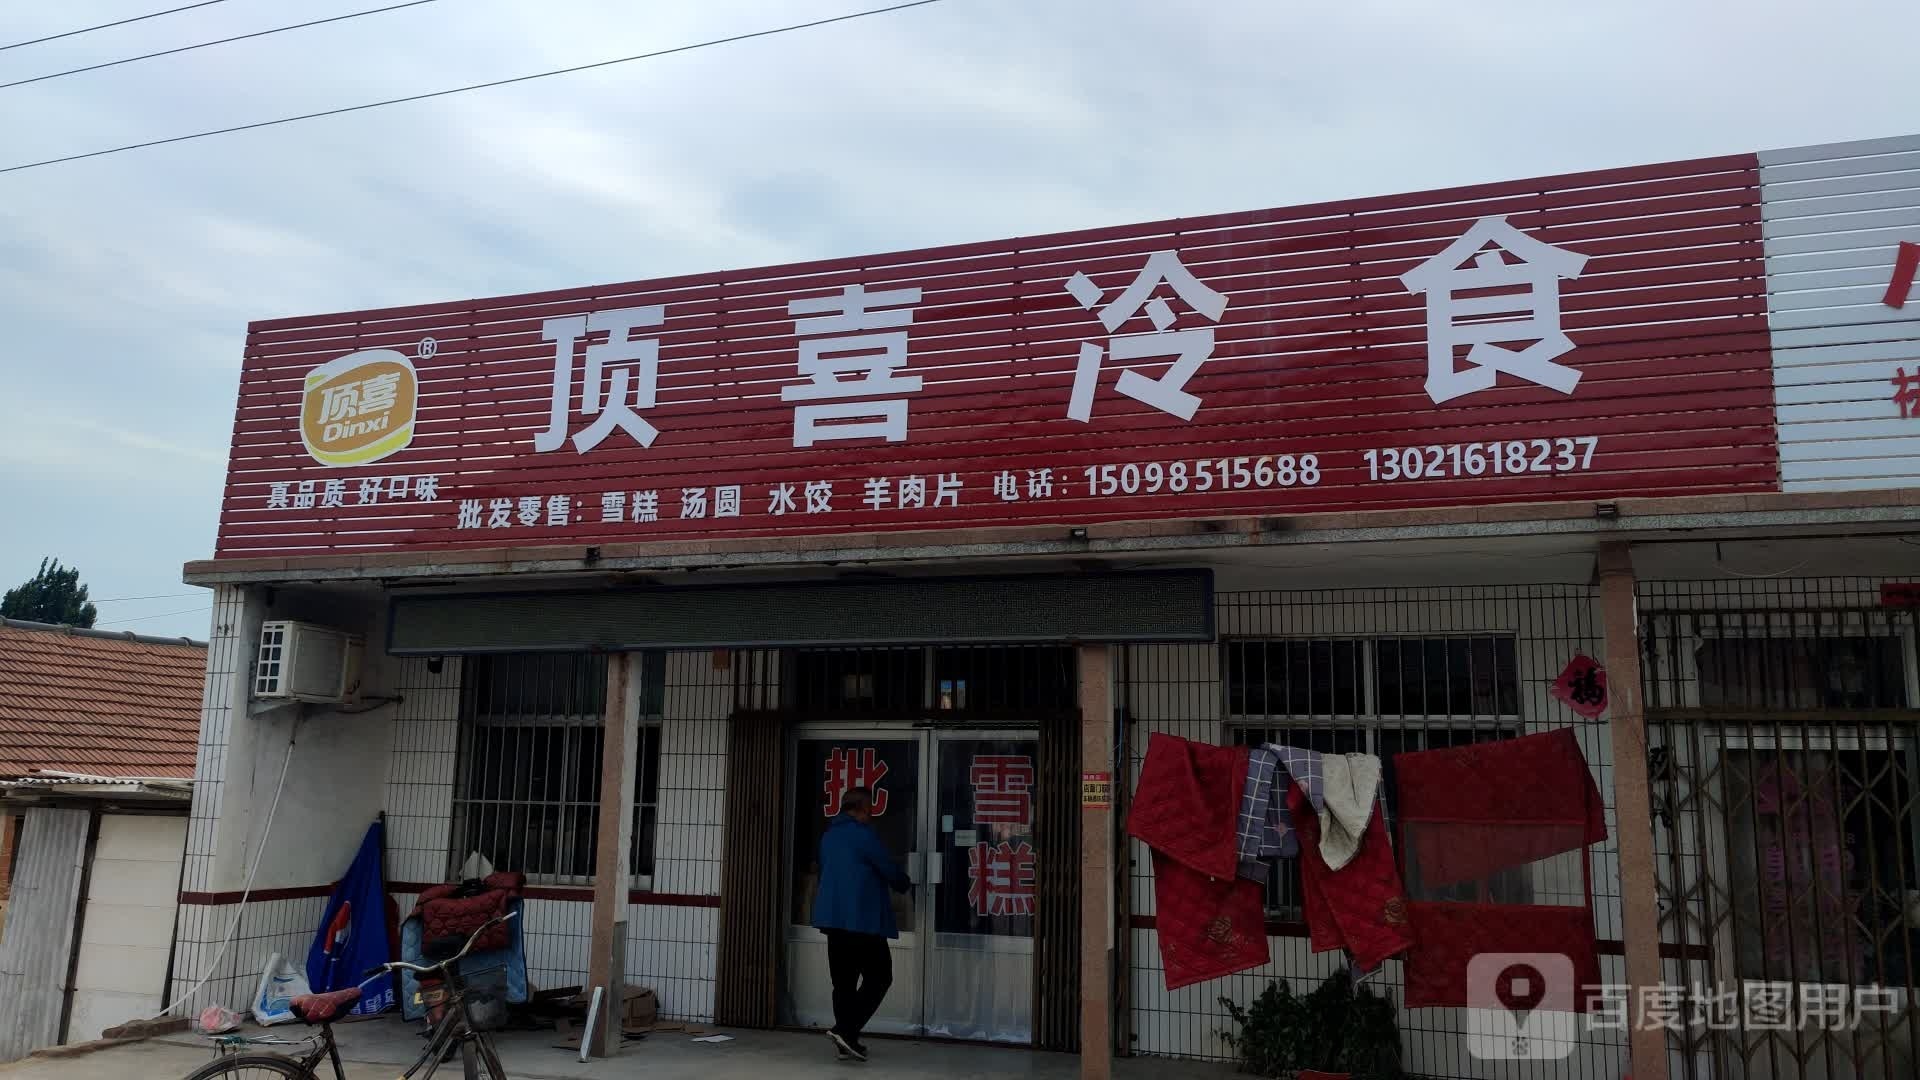 顶喜
Dinxi
®
顶喜冷食
真品质 好口味
批发零售：雪糕 汤圆 水饺 羊肉片 电话：15098515688 13021618237
批
雪糕
福
百度地图用户